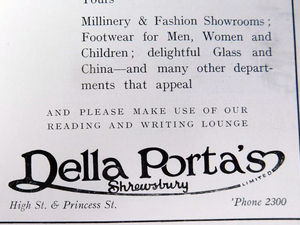 Yours
Millinery & Fashion Showrooms;
Footwear for Men, Women and
Children; delightful Glass and
China—and many other depart-
ments that appeal
AND PLEASE MAKE USE OF OUR
READING AND WRITING LOUNGE
Della Porta's
Shrewsbury LIMITED
High St. & Princess St. 'Phone 2300